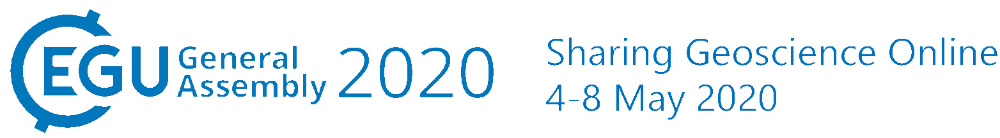 EGU General Assembly 2020
Sharing Geoscience Online
4-8 May 2020